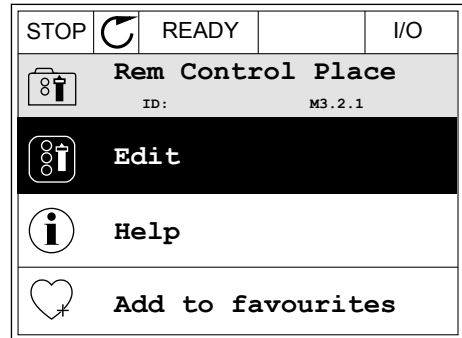 STOP READY I/O
Rem Control Place
ID: M3.2.1
Edit
Help
Add to favourites